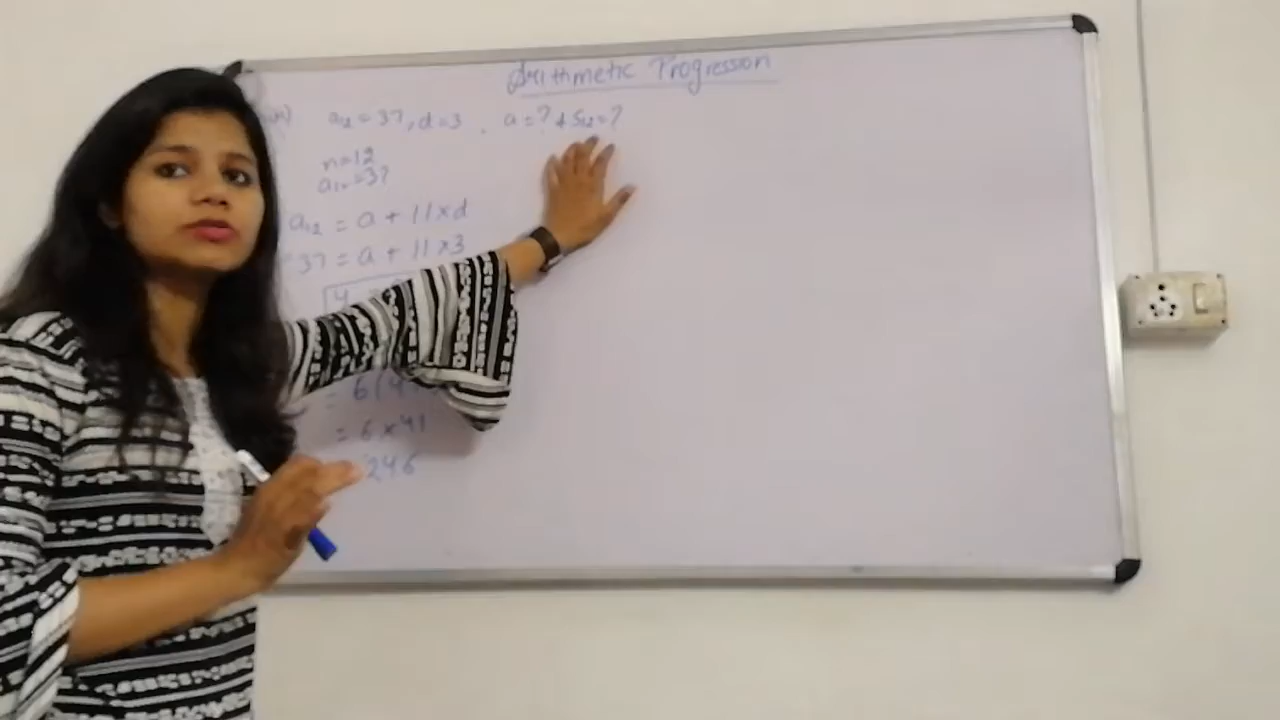 Arithmetic Progression
a12 = 37, d=3, a=? & S12=?
n=12
a12=37
a12 = a + 11×d
37 = a + 11×3
4
= 6(4
= 6×41
246